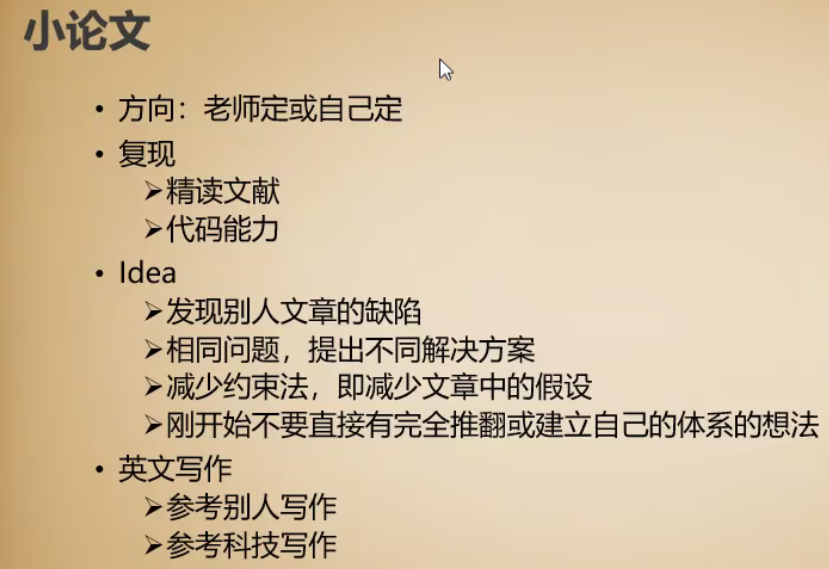 小论文
• 方向：老师定或自己定
• 复现
➢精读文献
➢代码能力
• Idea
➢发现别人文章的缺陷
➢相同问题，提出不同解决方案
➢减少约束法，即减少文章中的假设
➢刚开始不要直接有完全推翻或建立自己的体系的想法
• 英文写作
➢参考别人写作
➢参考科技写作